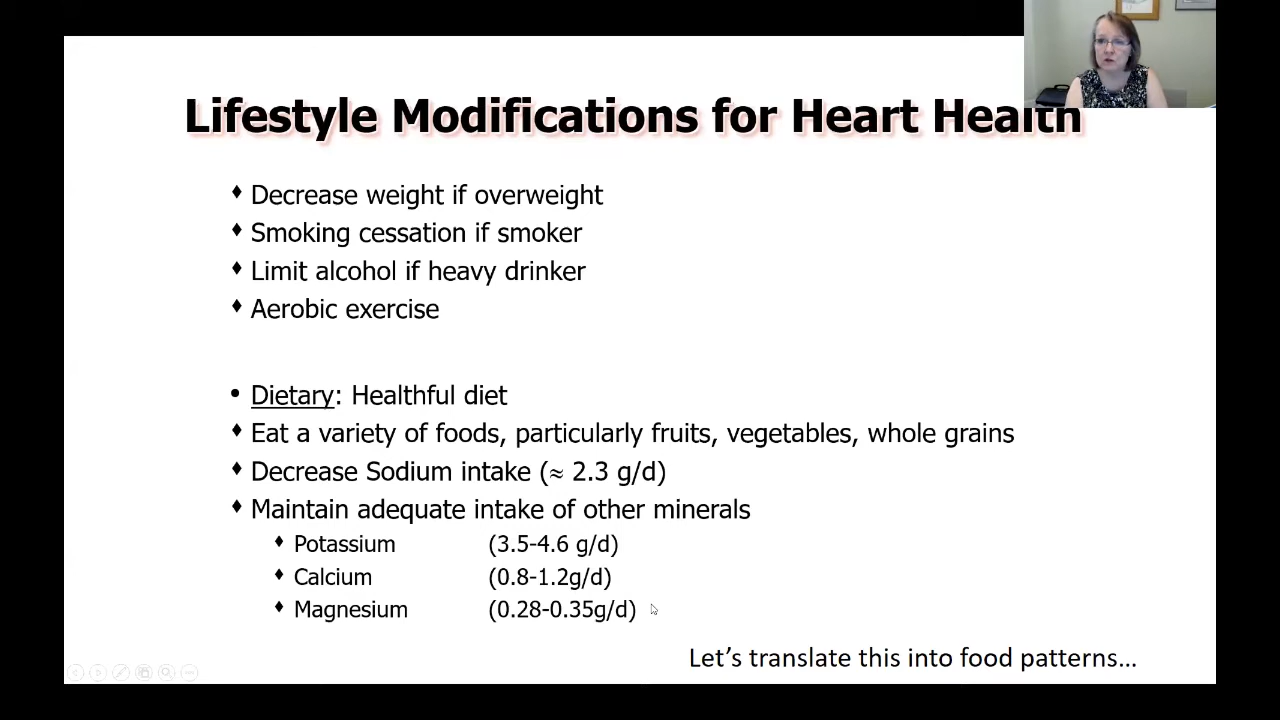 Lifestyle Modifications for Heart Health
♦ Decrease weight if overweight
♦ Smoking cessation if smoker
♦ Limit alcohol if heavy drinker
♦ Aerobic exercise
• Dietary: Healthful diet
♦ Eat a variety of foods, particularly fruits, vegetables, whole grains
♦ Decrease Sodium intake (≈ 2.3 g/d)
♦ Maintain adequate intake of other minerals
♦ Potassium (3.5-4.6 g/d)
♦ Calcium (0.8-1.2g/d)
♦ Magnesium (0.28-0.35g/d)
Let's translate this into food patterns...